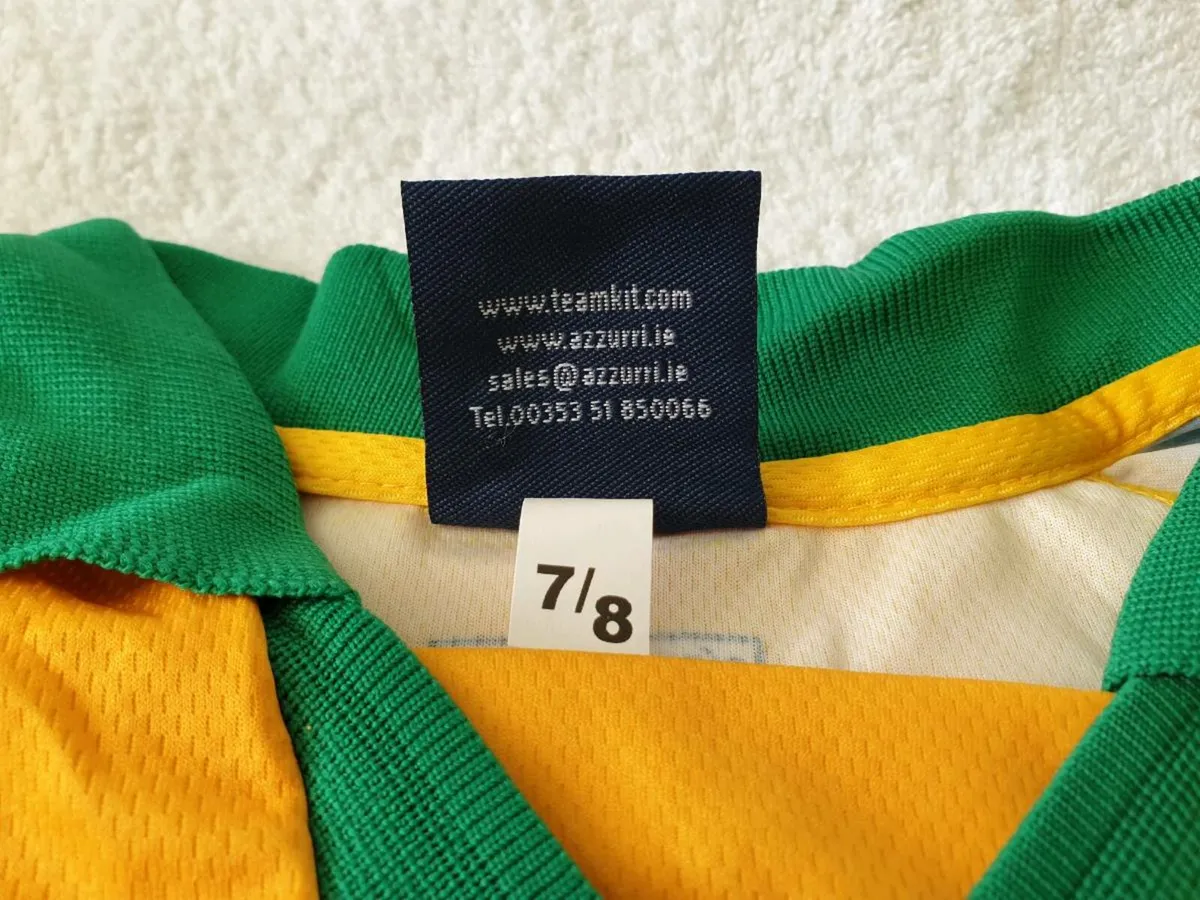 www.teamkit.com
www.azzurri.ie
sales@azzurri.ie
Tel.00353 51 850066
7/8